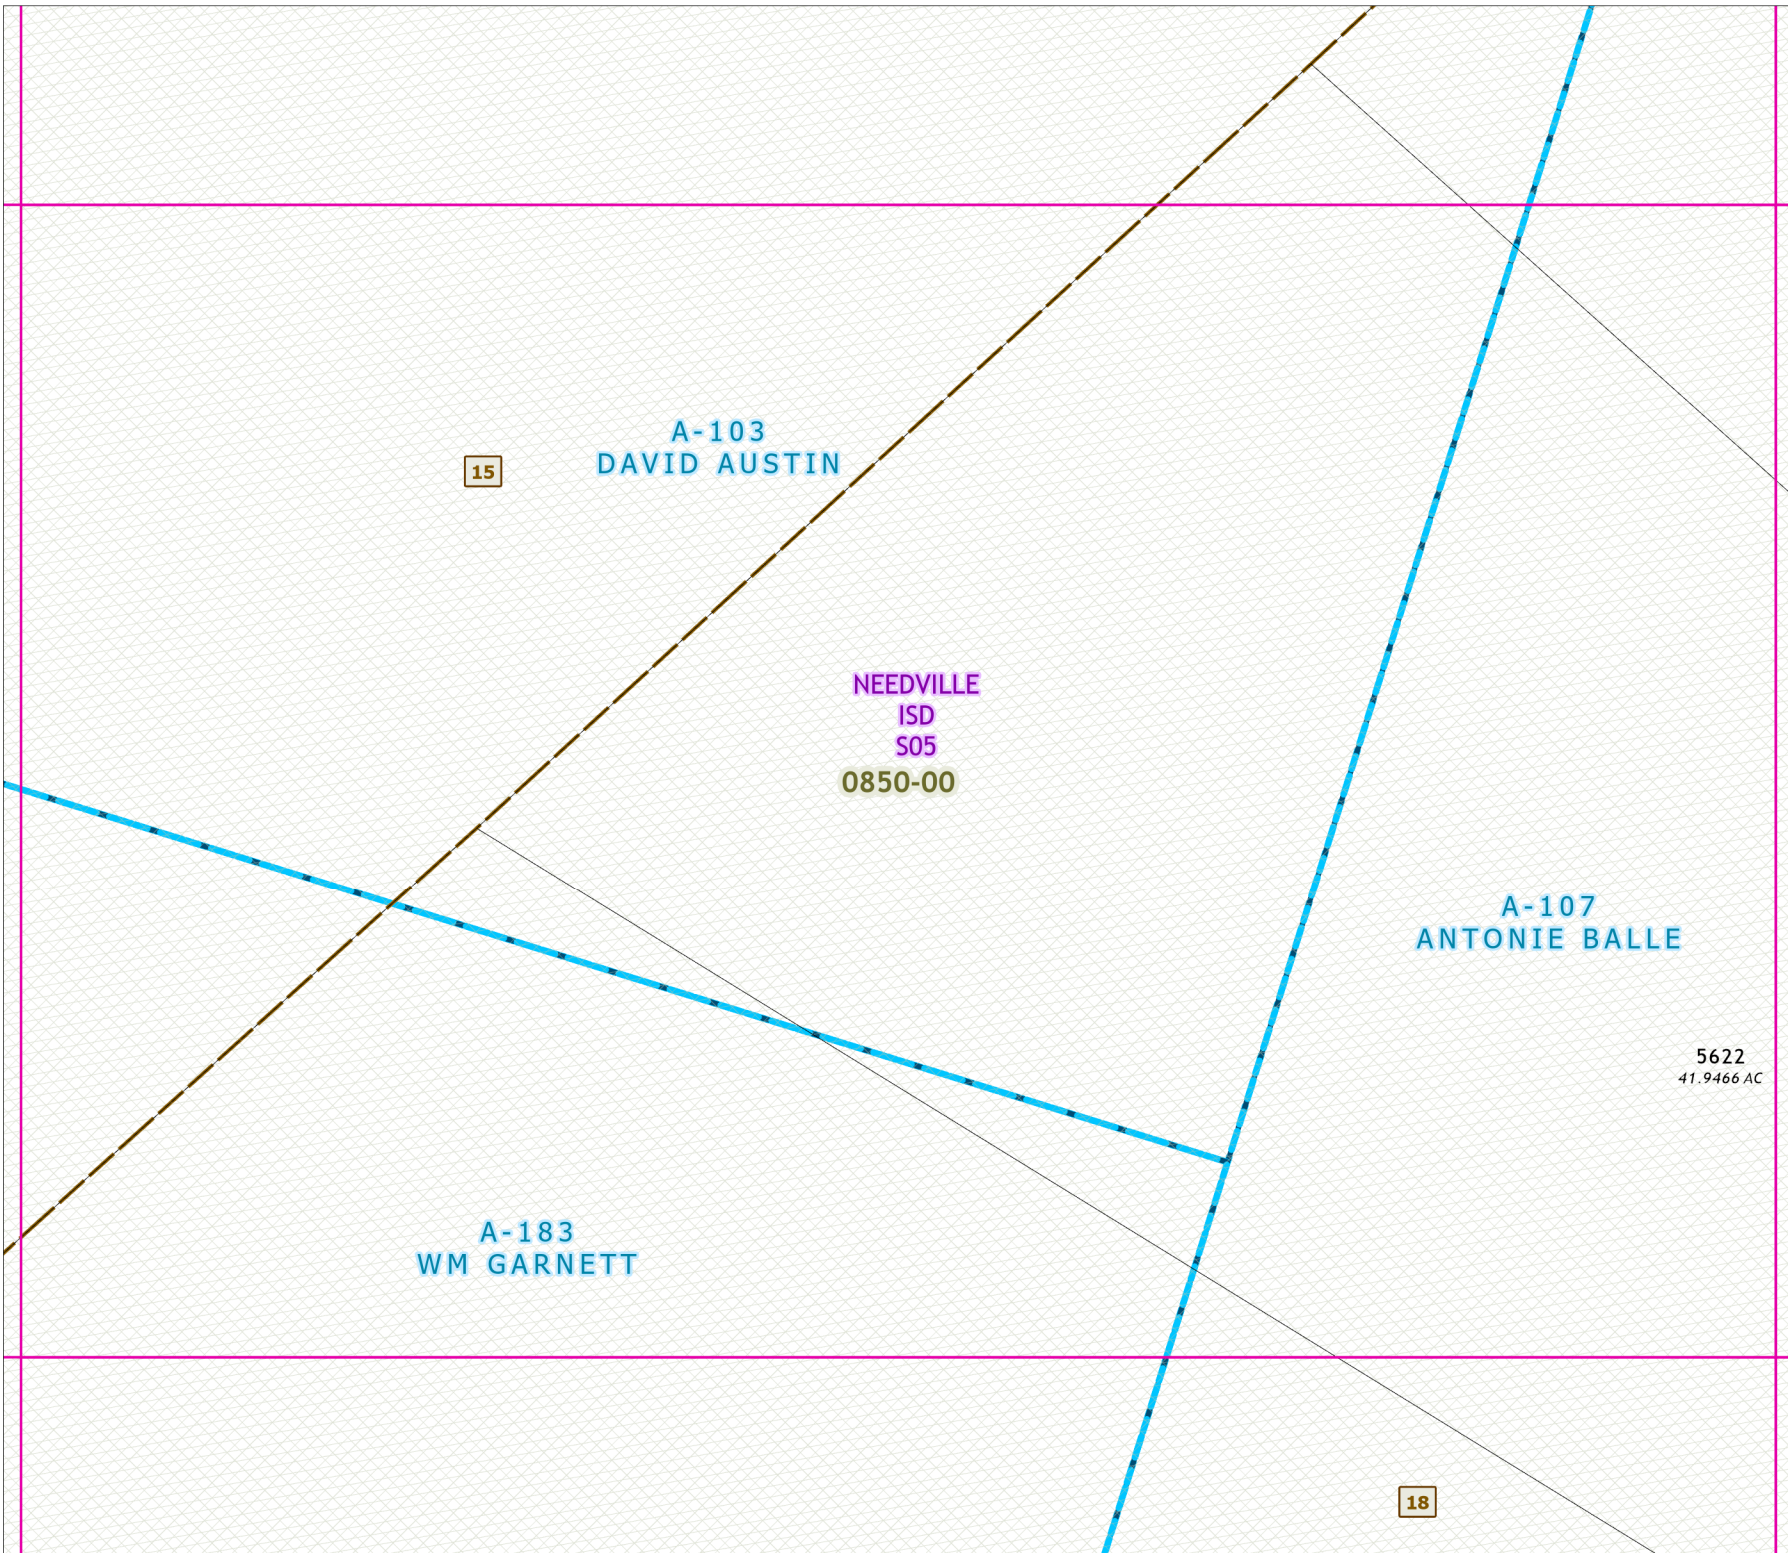 A-103
DAVID AUSTIN
15
NEEDVILLE
ISD
S05
0850-00
A-107
ANTONIE BALLE
5622
41.9466 AC
A-183
WM GARNETT
18